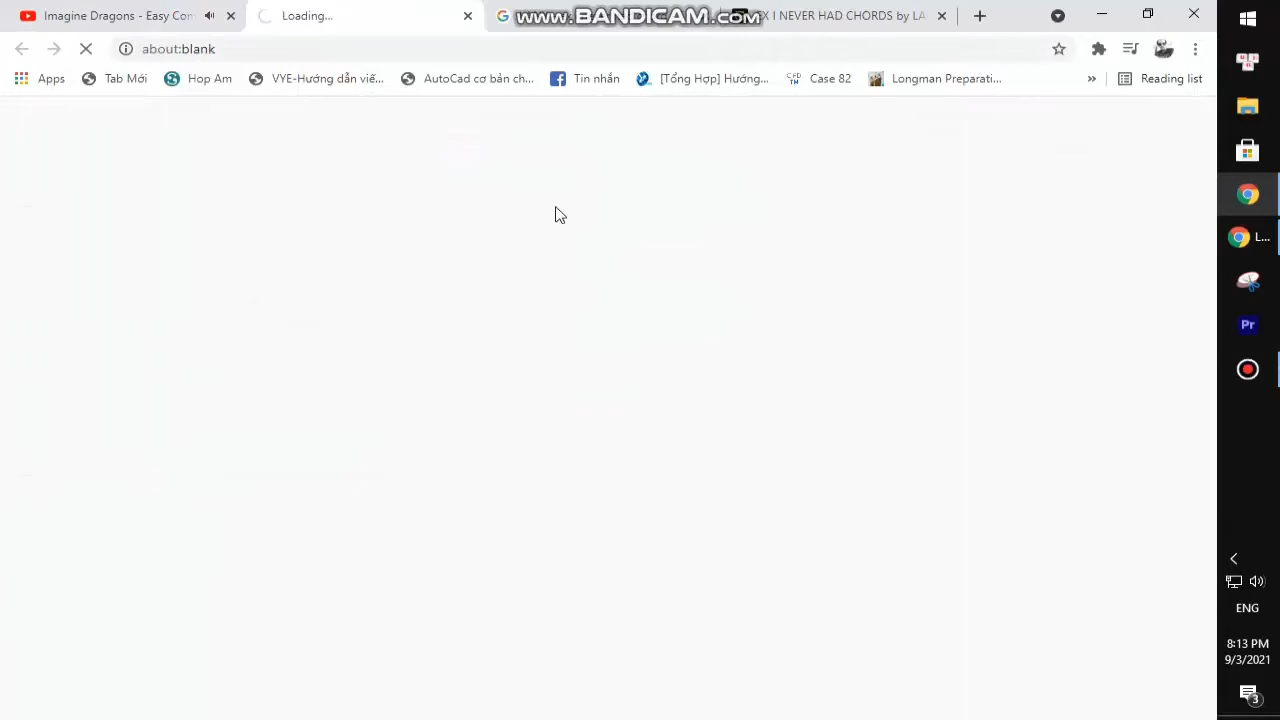 Imagine Dragons - Easy Con
Loading...
www.BANDICAM.com
X I NEVER HAD CHORDS by LA
about:blank
Apps
Tab Mới
Hop Am
VYE-Hướng dẫn viế...
AutoCad cơ bản ch...
Tin nhắn
[Tổng Hợp] Hướng...
Case 82
Longman Preparati...
»
Reading list
L...
Pr
ENG
8:13 PM
9/3/2021
3